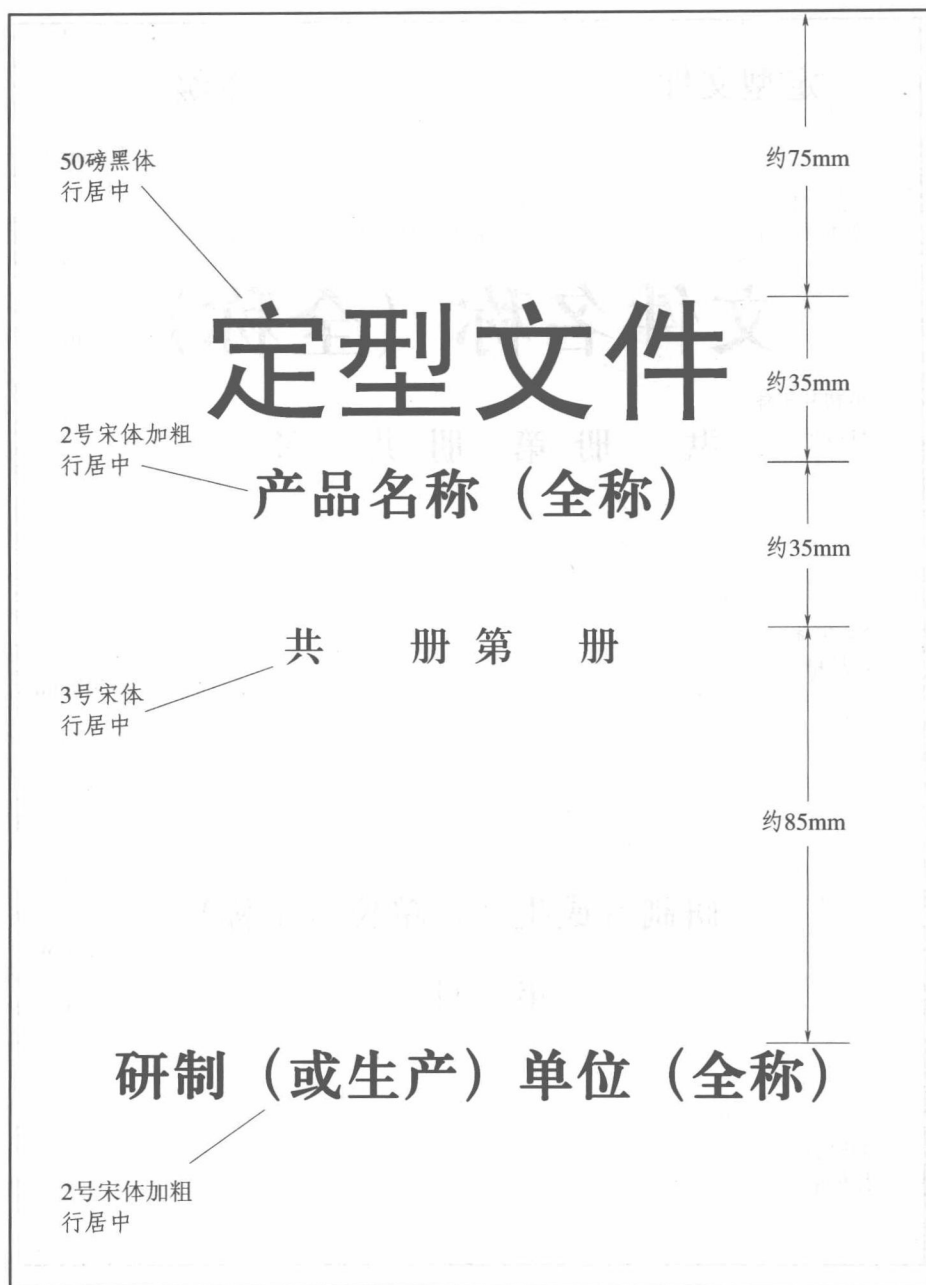 约75mm
50磅黑体
行居中
定型文件
约35mm
2号宋体加粗
行居中
产品名称（全称）
约35mm
共 册 第 册
3号宋体
行居中
约85mm
研制（或生产）单位（全称）
2号宋体加粗
行居中